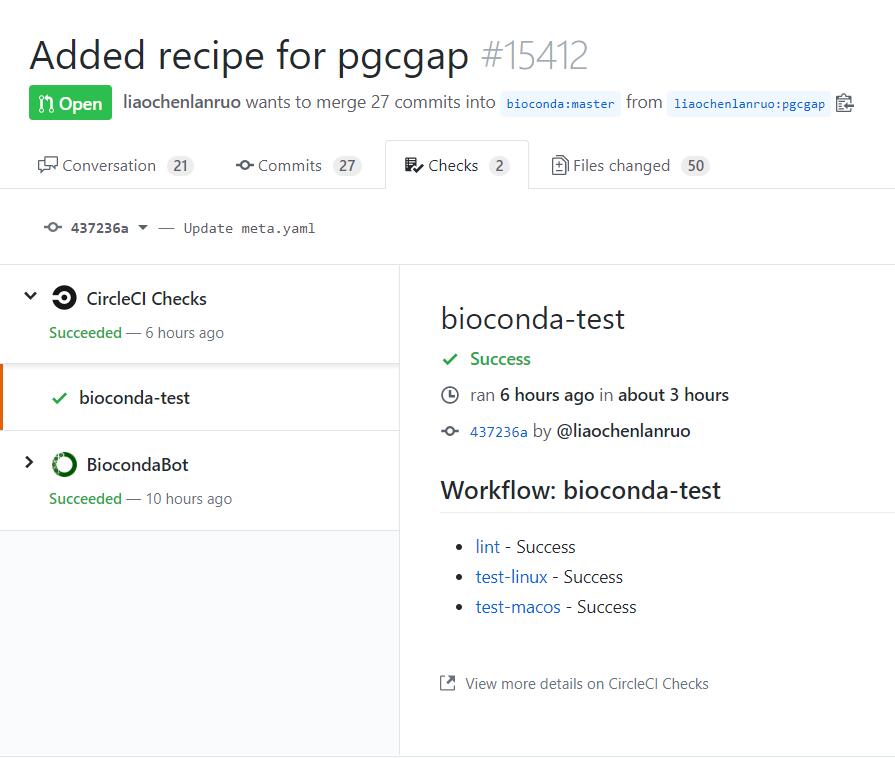 Added recipe for pgcgap #15412
Open liaochenlanruo wants to merge 27 commits into bioconda:master from liaochenlanruo:pgcgap
Conversation 21 Commits 27 Checks 2 Files changed 50
437236a — Update meta.yaml
CircleCI Checks
Succeeded — 6 hours ago
bioconda-test
BiocondaBot
Succeeded — 10 hours ago
bioconda-test
Success
ran 6 hours ago in about 3 hours
437236a by @liaochenlanruo
Workflow: bioconda-test
lint - Success
test-linux - Success
test-macos - Success
View more details on CircleCI Checks